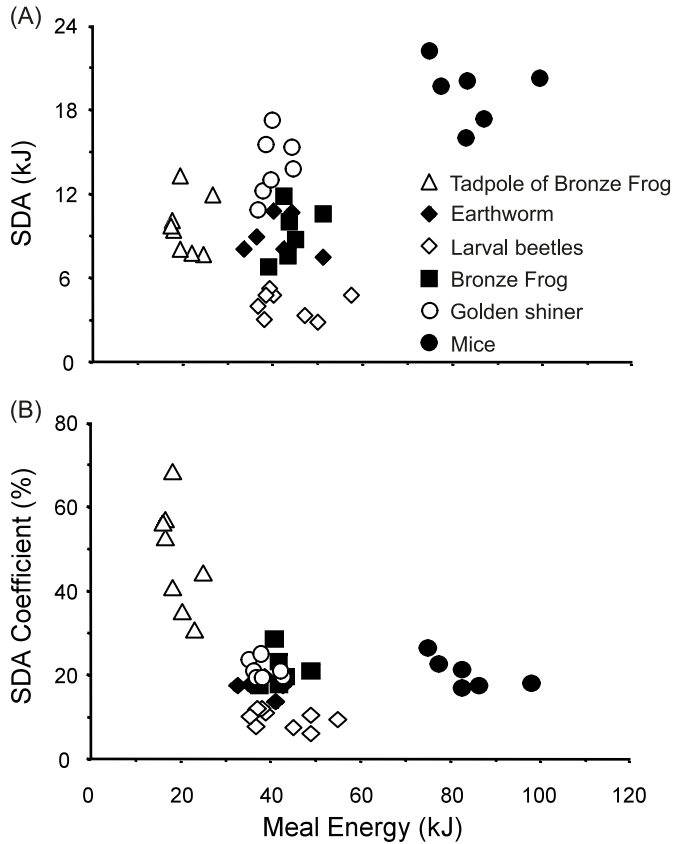 (A)
24
18
12
6
0
SDA (kJ)
Tadpole of Bronze Frog
Earthworm
Larval beetles
Bronze Frog
Golden shiner
Mice
(B)
80
60
40
20
0
SDA Coefficient (%)
0 20 40 60 80 100 120
Meal Energy (kJ)